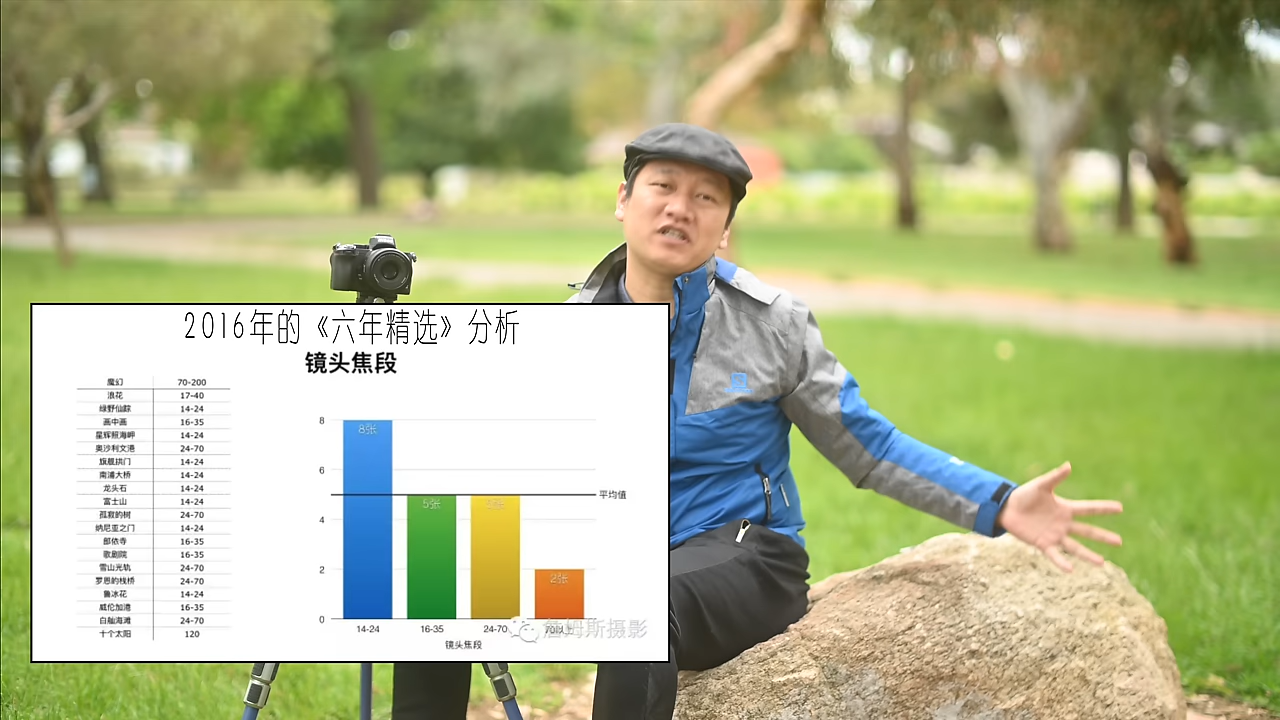 2016年的《六年精选》分析
镜头焦段
魔幻 70-200
浪花 17-40
绿野仙踪 14-24
画中画 16-35
星辉照海岬 14-24
奥沙利文港 24-70
旗舰拱门 14-24
南浦大桥 14-24
龙头石 14-24
富士山 14-24
孤寂的树 24-70
纳尼亚之门 14-24
郎依寺 16-35
歌剧院 16-35
雪山光轨 24-70
罗恩的栈桥 24-70
鲁冰花 14-24
威伦加港 16-35
白舢海滩 24-70
十个太阳 120
8
6
4
2
0
8张
5张
5张
2张
平均值
14-24
16-35
24-70
70以上
镜头焦段
詹姆斯摄影